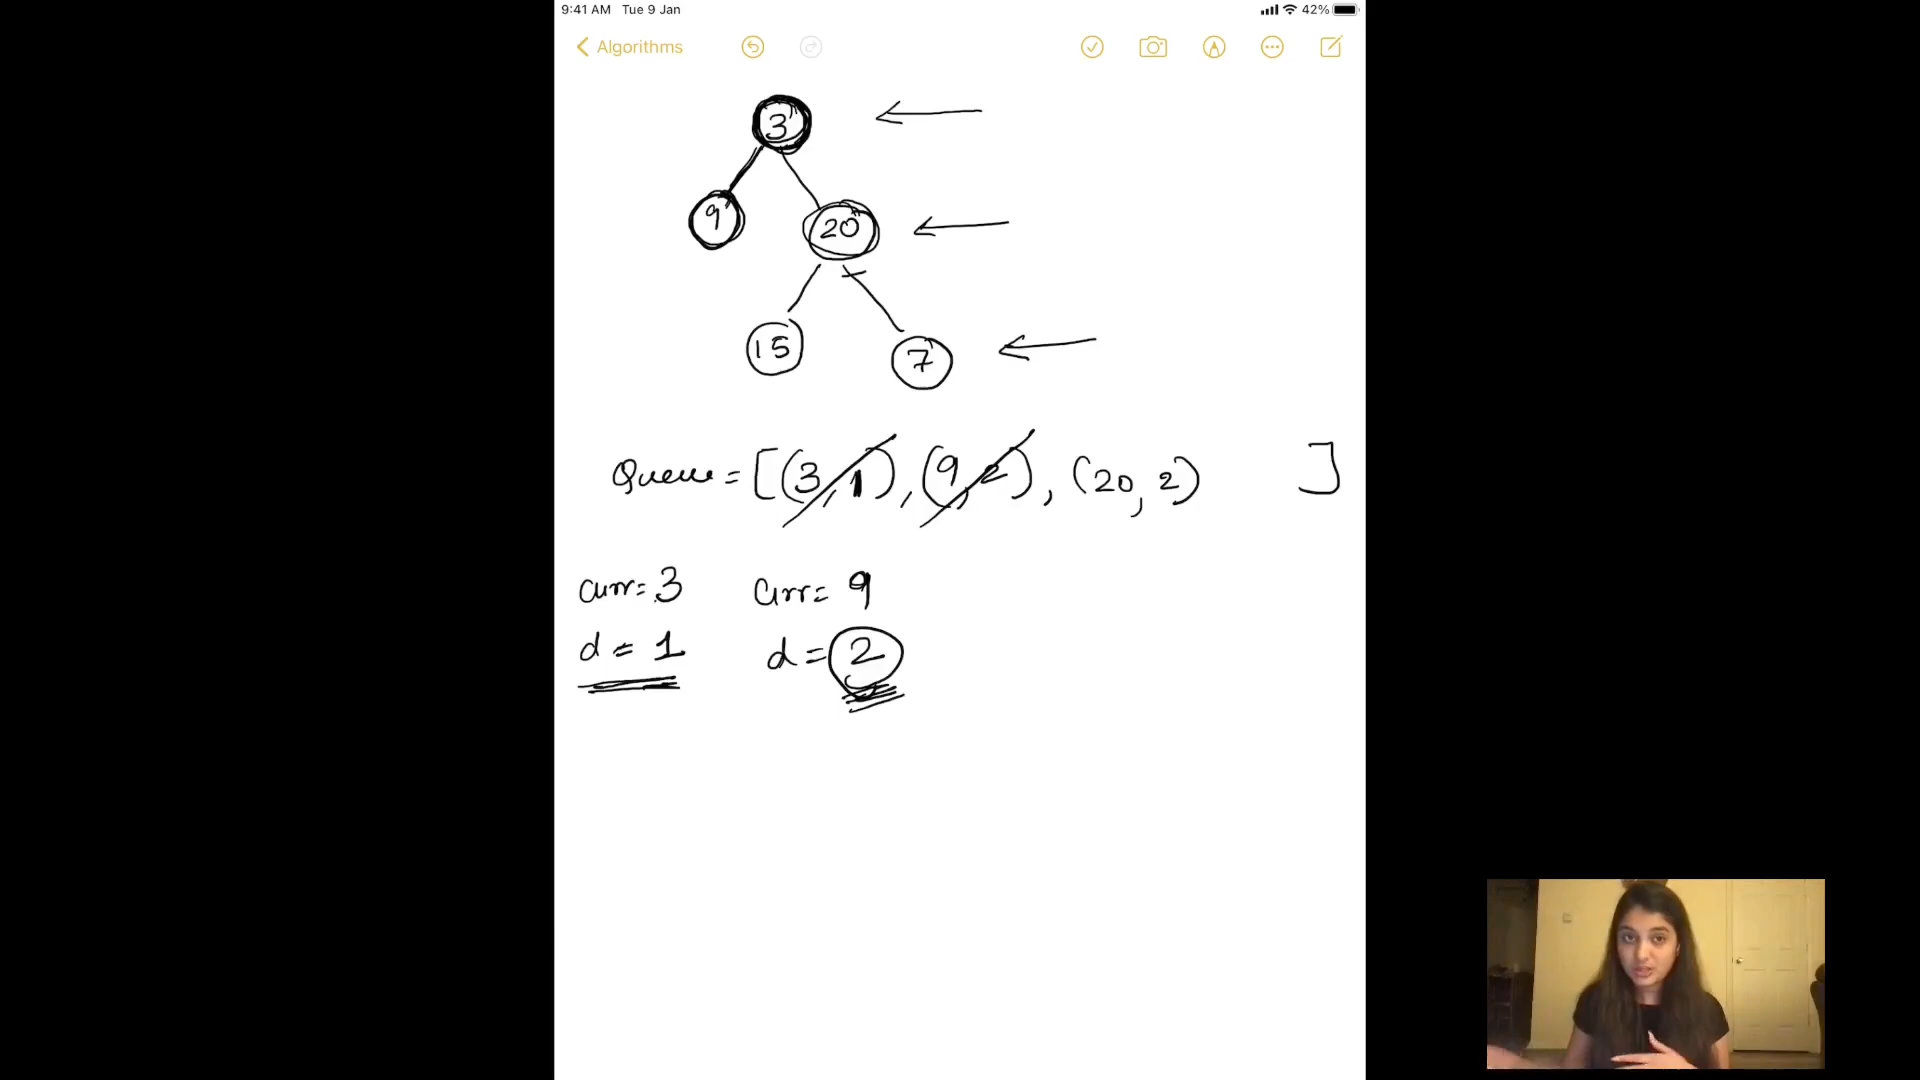 9:41 AM Tue 9 Jan 42%
Algorithms
3
9 20
15 7
Queue = [(3, 1), (9, 2), (20, 2) ]
curr = 3 curr = 9
d = 1 d = 2